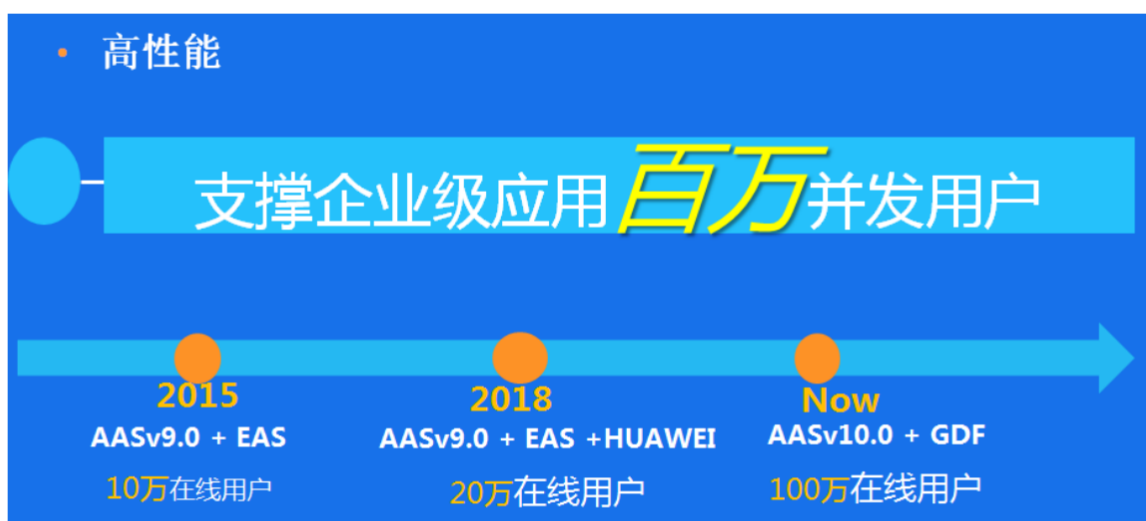 • 高性能
支撑企业级应用百万并发用户
2015
AASv9.0 + EAS
10万在线用户
2018
AASv9.0 + EAS +HUAWEI
20万在线用户
Now
AASv10.0 + GDF
100万在线用户